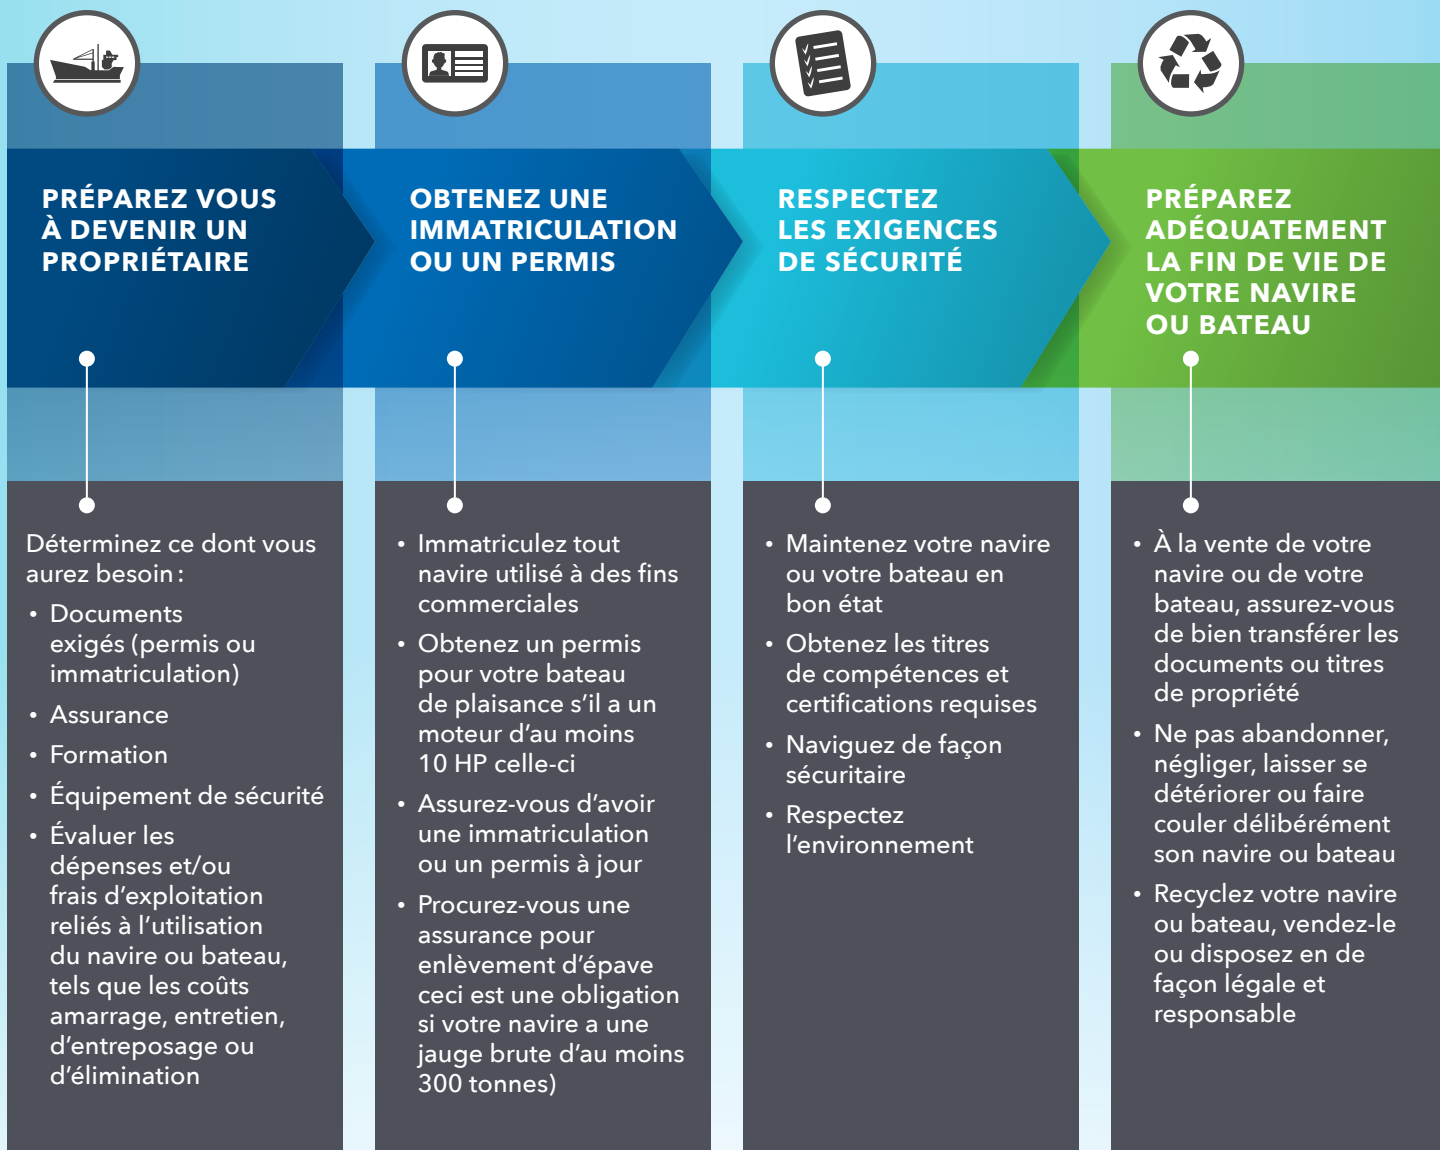 PRÉPAREZ VOUS
À DEVENIR UN
PROPRIÉTAIRE
Déterminez ce dont vous
aurez besoin :
• Documents
exigés (permis ou
immatriculation)
• Assurance
• Formation
• Équipement de sécurité
• Évaluer les
dépenses et/ou
frais d’exploitation
reliés à l’utilisation
du navire ou bateau,
tels que les coûts
amarrage, entretien,
d’entreposage ou
d’élimination
OBTENEZ UNE
IMMATRICULATION
OU UN PERMIS
• Immatriculez tout
navire utilisé à des fins
commerciales
• Obtenez un permis
pour votre bateau
de plaisance s’il a un
moteur d’au moins
10 HP celle-ci
• Assurez-vous d’avoir
une immatriculation
ou un permis à jour
• Procurez-vous une
assurance pour
enlèvement d’épave
ceci est une obligation
si votre navire a une
jauge brute d’au moins
300 tonnes)
RESPECTEZ
LES EXIGENCES
DE SÉCURITÉ
• Maintenez votre navire
ou votre bateau en
bon état
• Obtenez les titres
de compétences et
certifications requises
• Naviguez de façon
sécuritaire
• Respectez
l’environnement
PRÉPAREZ
ADÉQUATEMENT
LA FIN DE VIE DE
VOTRE NAVIRE
OU BATEAU
• À la vente de votre
navire ou de votre
bateau, assurez-vous
de bien transférer les
documents ou titres
de propriété
• Ne pas abandonner,
négliger, laisser se
détériorer ou faire
couler délibérément
son navire ou bateau
• Recyclez votre navire
ou bateau, vendez-le
ou disposez en de
façon légale et
responsable